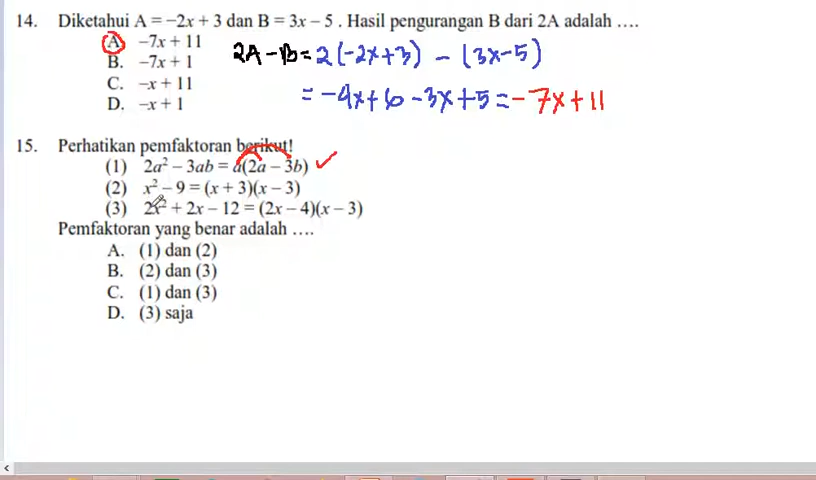 14. Diketahui A = −2x + 3 dan B = 3x − 5 . Hasil pengurangan B dari 2A adalah ….
A. −7x + 11
B. −7x + 1
C. −x + 11
D. −x + 1
2A − B = 2(−2x+3) − (3x−5)
= −4x+6 −3x+5 = −7x+11
15. Perhatikan pemfaktoran berikut!
(1) 2a² − 3ab = a(2a − 3b) ✓
(2) x² − 9 = (x + 3)(x − 3)
(3) 2x² + 2x − 12 = (2x − 4)(x − 3)
Pemfaktoran yang benar adalah ….
A. (1) dan (2)
B. (2) dan (3)
C. (1) dan (3)
D. (3) saja